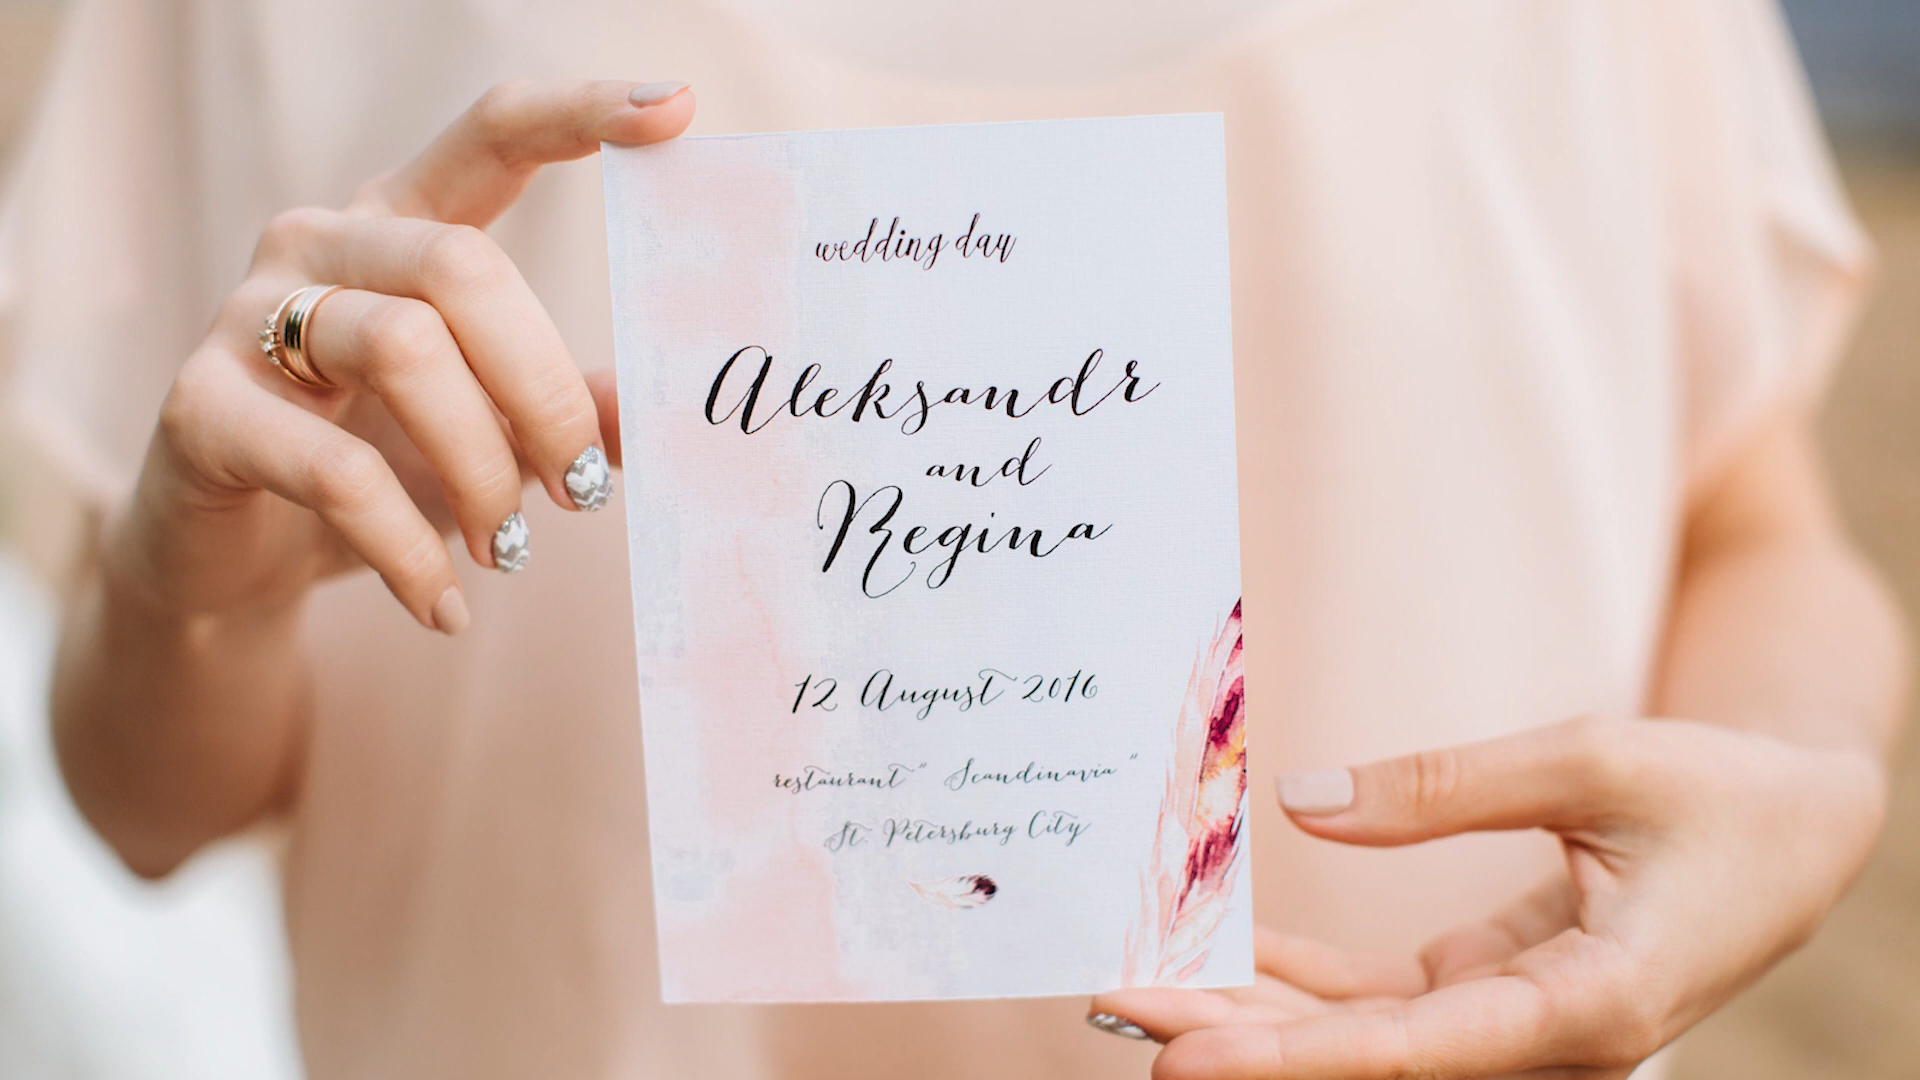 wedding day
Aleksandr
and
Regina
12 August 2016
restaurant " Scandinavia "
St. Petersburg City